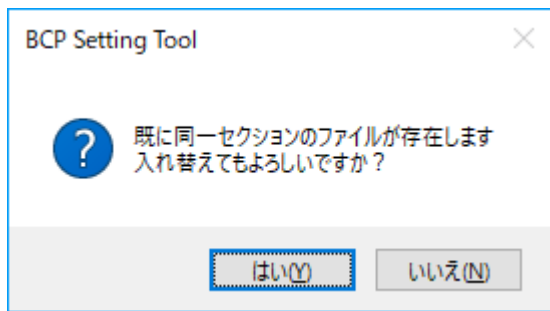 BCP Setting Tool
既に同一セクションのファイルが存在します
入れ替えてもよろしいですか？
はい(Y)
いいえ(N)